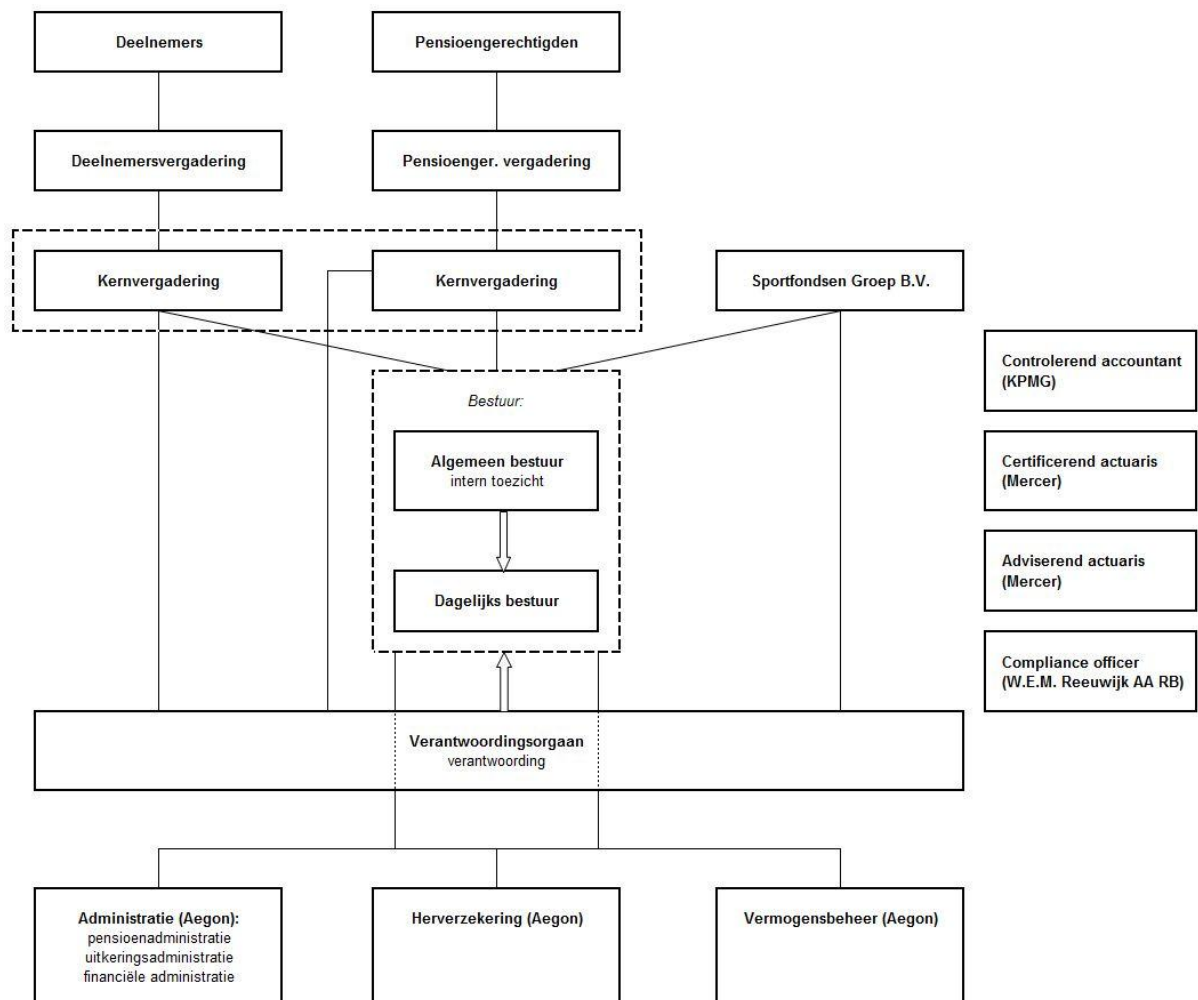 Deelnemers
Pensioengerechtigden
Deelnemersvergadering
Pensioenger. vergadering
Kernvergadering
Kernvergadering
Sportfondsen Groep B.V.
Controlerend accountant
(KPMG)
Bestuur:
Algemeen bestuur
intern toezicht
Certificerend actuaris
(Mercer)
Adviserend actuaris
(Mercer)
Dagelijks bestuur
Compliance officer
(W.E.M. Reeuwijk AA RB)
Verantwoordingsorgaan
verantwoording
Administratie (Aegon):
pensioenadministratie
uitkeringsadministratie
financiële administratie
Herverzekering (Aegon)
Vermogensbeheer (Aegon)